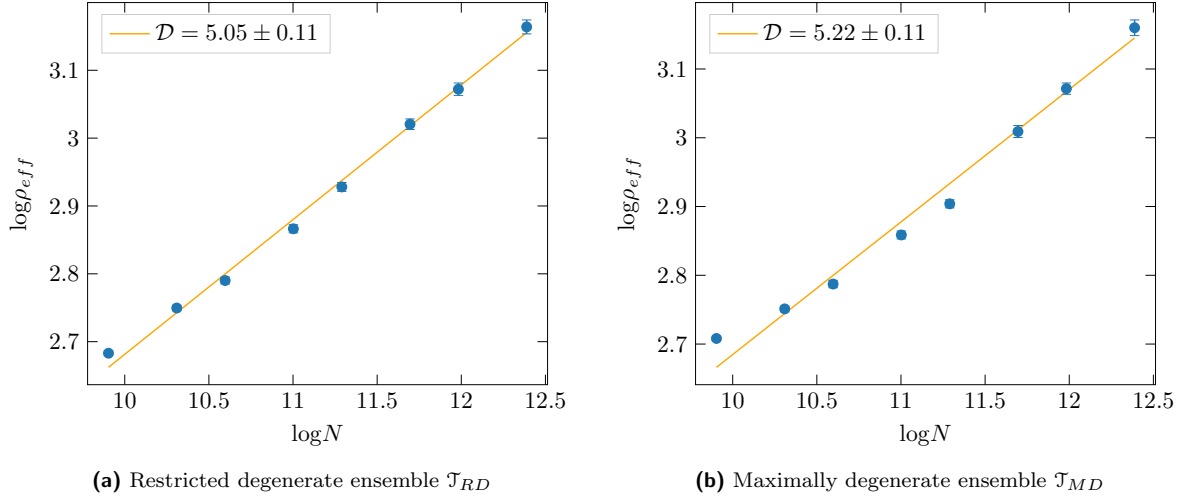 𝒟 = 5.05 ± 0.11
3.1
3
2.9
2.8
2.7
logρ_eff
10 10.5 11 11.5 12 12.5
logN
(a) Restricted degenerate ensemble 𝒯_RD
𝒟 = 5.22 ± 0.11
3.1
3
2.9
2.8
2.7
logρ_eff
10 10.5 11 11.5 12 12.5
logN
(b) Maximally degenerate ensemble 𝒯_MD